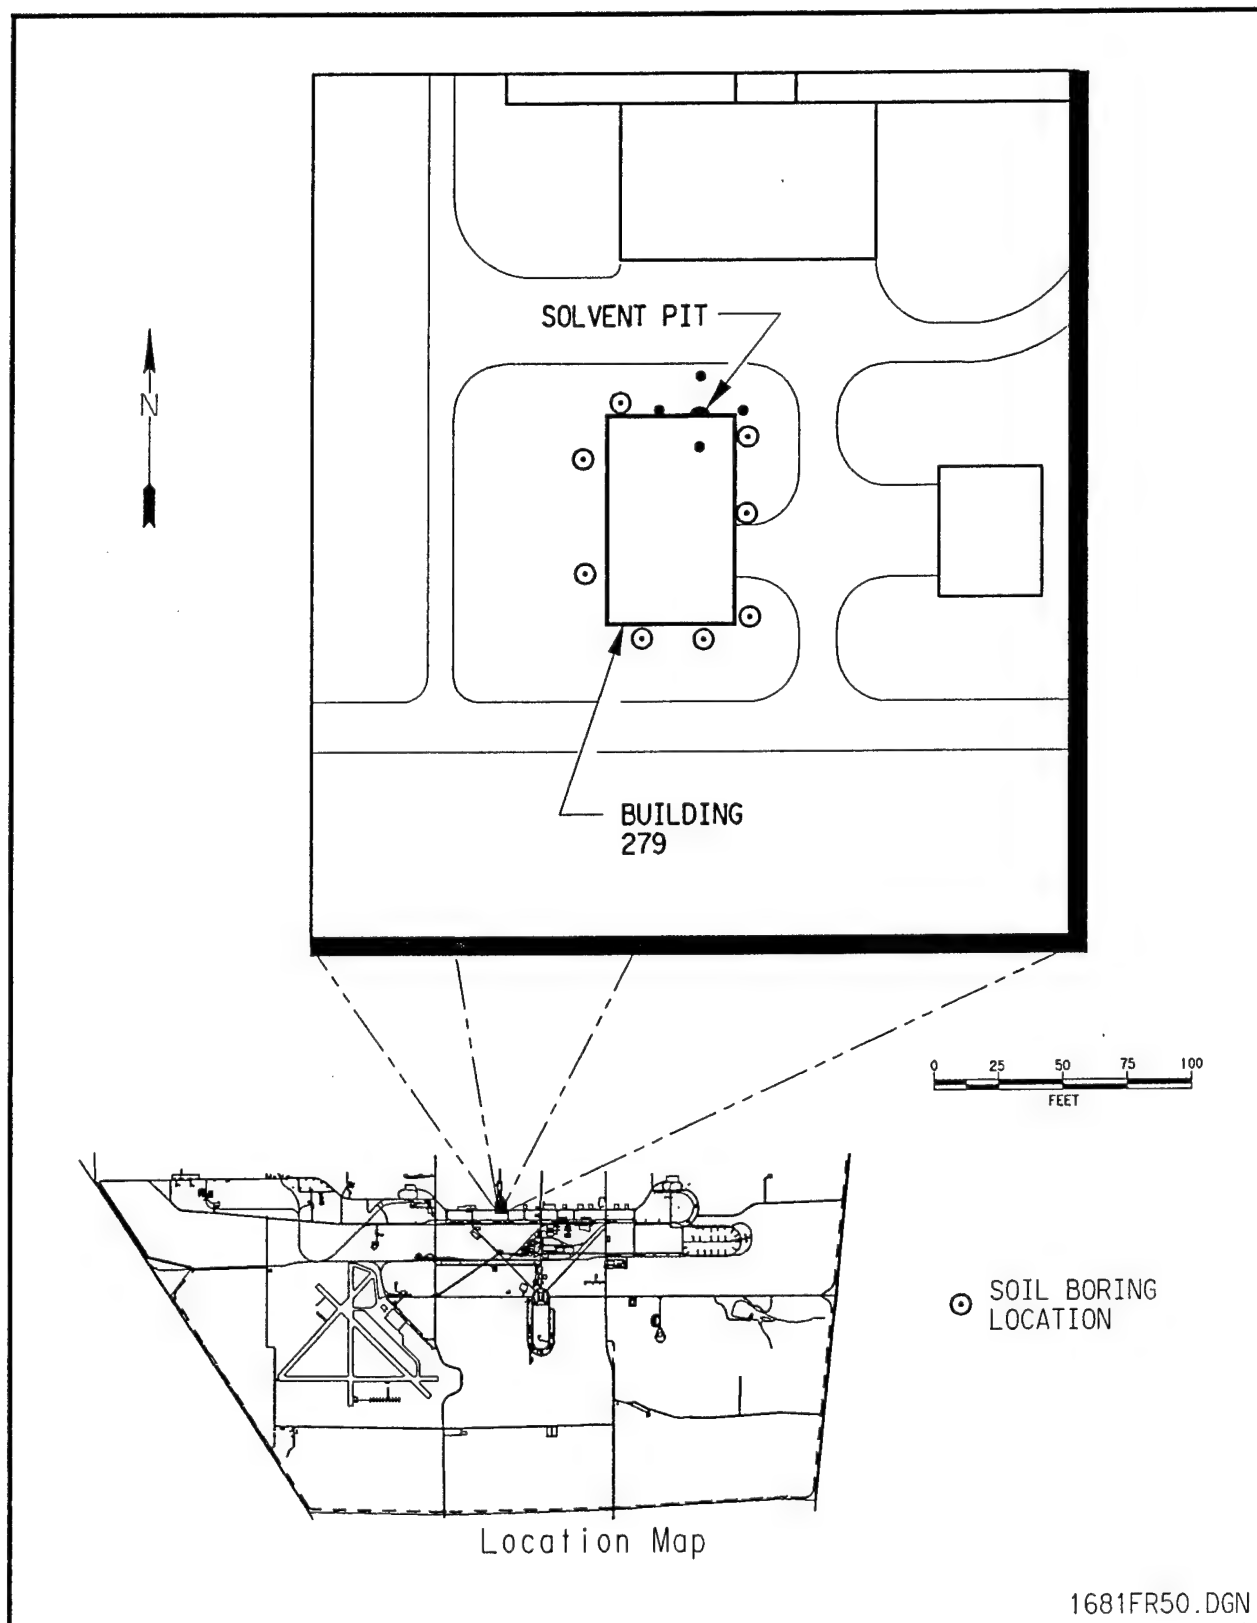 SOLVENT PIT
N
BUILDING
279
0 25 50 75 100
FEET
SOIL BORING
LOCATION
Location Map
1681FR50.DGN